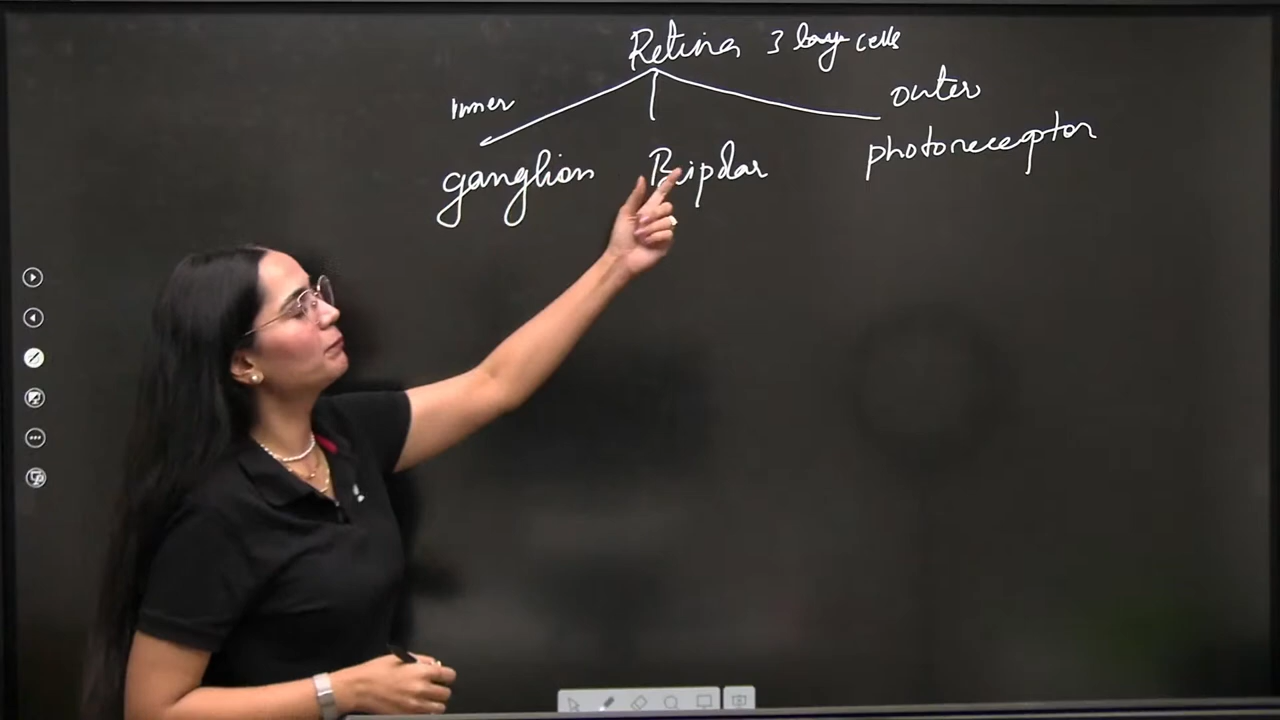 Retina 3 layer cells
inner
outer
ganglion Bipolar photoreceptor